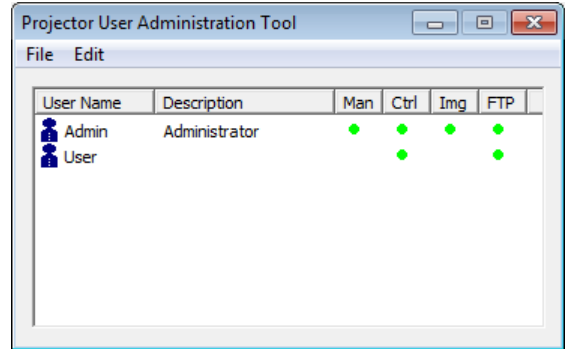 Projector User Administration Tool
File Edit
User Name Description Man Ctrl Img FTP
Admin Administrator
User